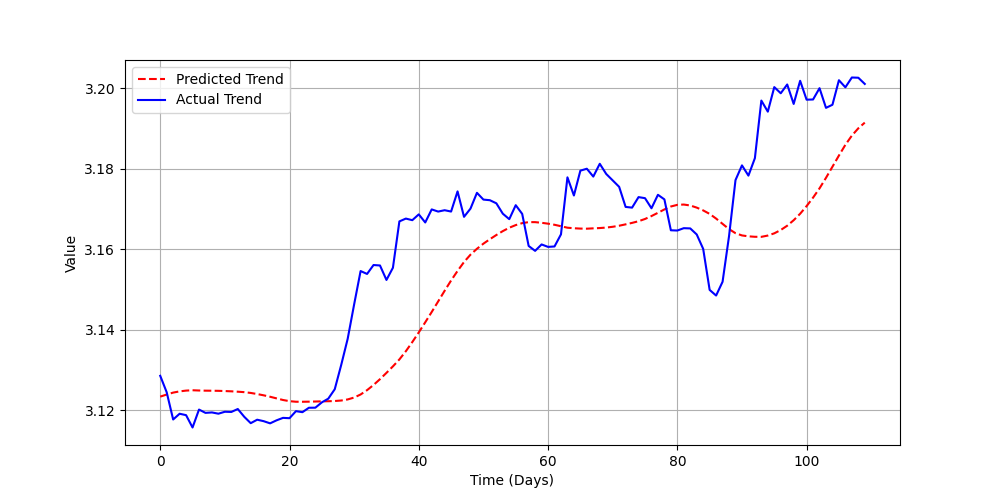 Predicted Trend
Actual Trend
3.20
3.18
3.16
3.14
3.12
Value
0 20 40 60 80 100
Time (Days)